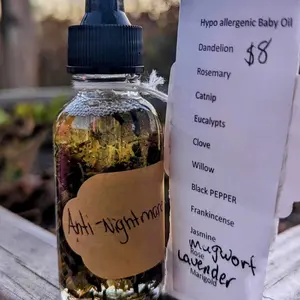 Anti-Nightmare
Hypo allergenic Baby Oil
Dandelion
$8
Rosemary
Catnip
Eucalypts
Clove
Willow
Black PEPPER
Frankincense
Jasmine
Mugwort
Rose
Lavender
Marigold